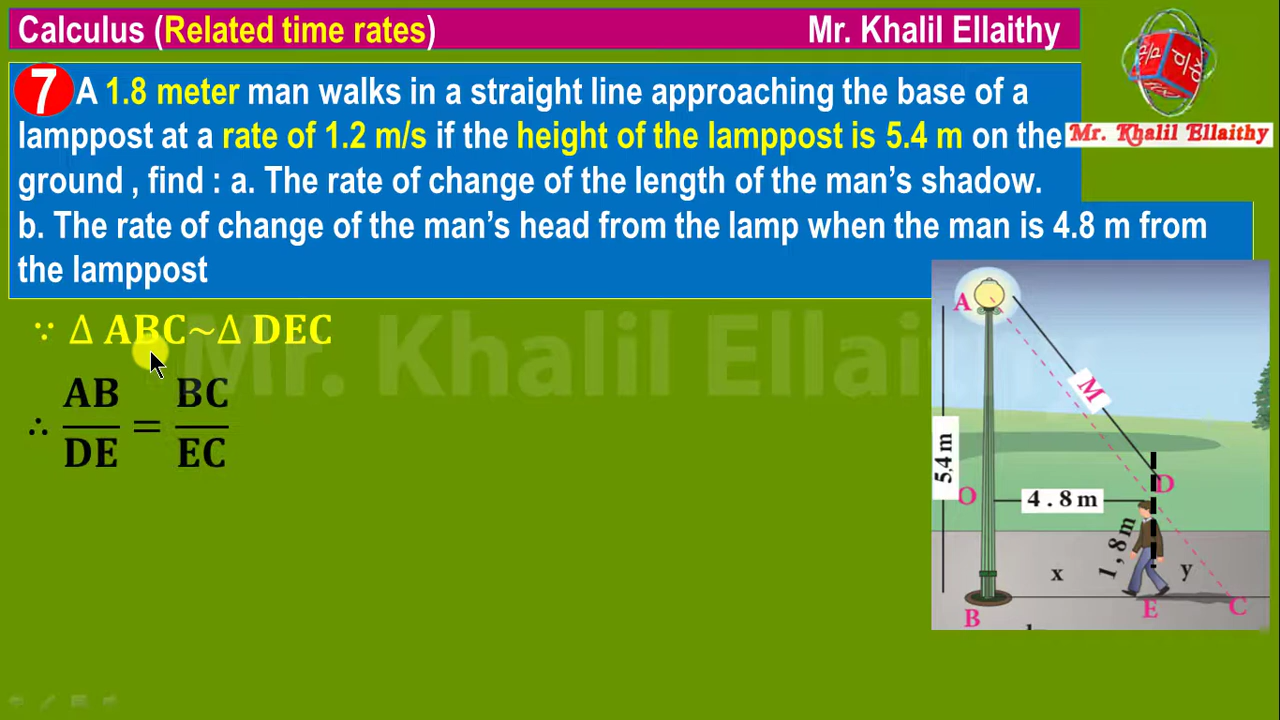 Calculus (Related time rates)
Mr. Khalil Ellaithy
Mr. Khalil Ellaithy
7 A 1.8 meter man walks in a straight line approaching the base of a
lamppost at a rate of 1.2 m/s if the height of the lamppost is 5.4 m on the
ground , find : a. The rate of change of the length of the man’s shadow.
b. The rate of change of the man’s head from the lamp when the man is 4.8 m from
the lamppost
∵ Δ ABC~Δ DEC
∴ AB/DE = BC/EC
Mr. Khalil Ellaithy
A
M
5,4 m
D
O
4 . 8 m
1 , 8 m
x
y
B
E
C